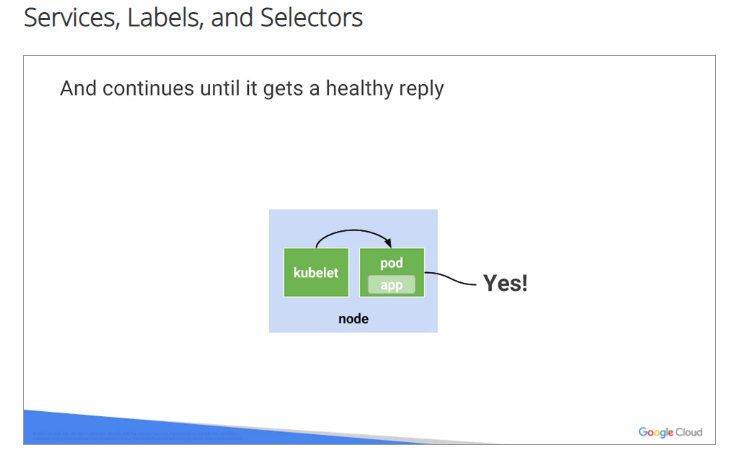 Services, Labels, and Selectors
And continues until it gets a healthy reply
kubelet
pod
app
Yes!
node
Google Cloud